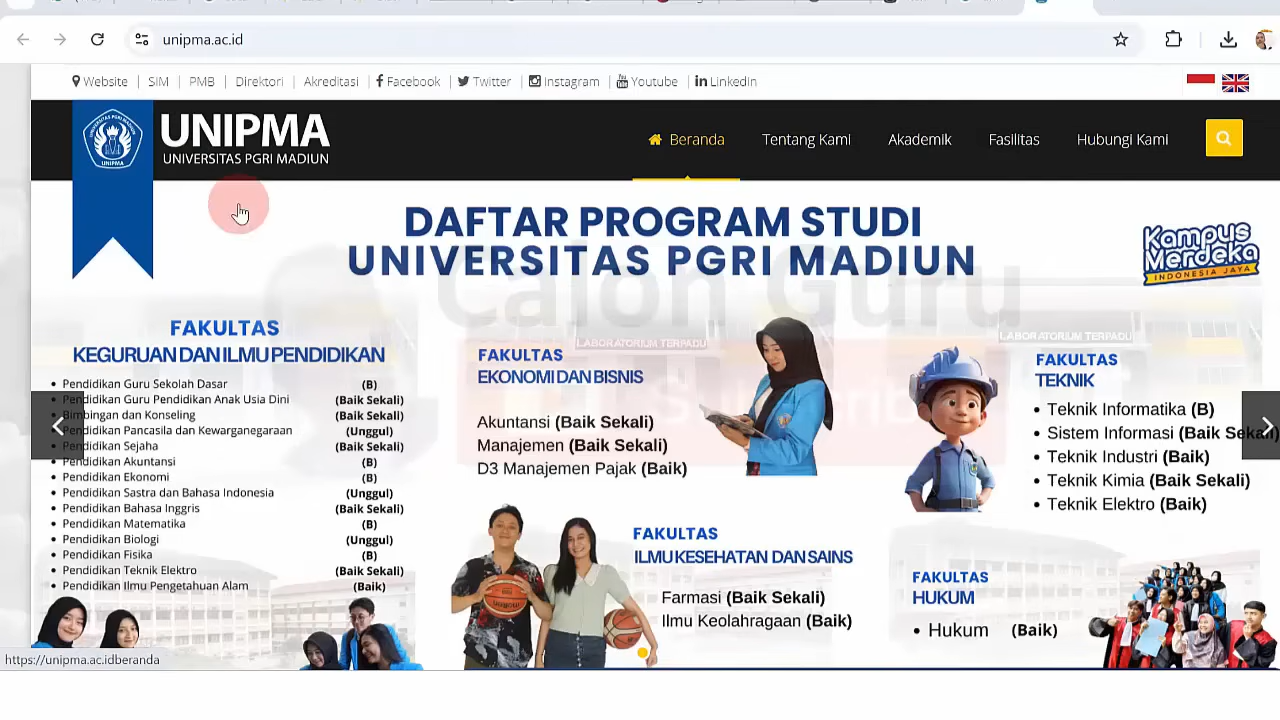 unipma.ac.id
Website | SIM | PMB | Direktori | Akreditasi | Facebook | Twitter | Instagram | Youtube | LinkedIn
UNIPMA
UNIVERSITAS PGRI MADIUN
Beranda Tentang Kami Akademik Fasilitas Hubungi Kami
DAFTAR PROGRAM STUDI
UNIVERSITAS PGRI MADIUN
Kampus
Merdeka
INDONESIA JAYA
Calon Guru
LABORATORIUM TERPADU
LABORATORIUM TERPADU
FAKULTAS
KEGURUAN DAN ILMU PENDIDIKAN
Pendidikan Guru Sekolah Dasar (B)
Pendidikan Guru Pendidikan Anak Usia Dini (Baik Sekali)
Bimbingan dan Konseling (Baik Sekali)
Pendidikan Pancasila dan Kewarganegaraan (Unggul)
Pendidikan Sejaha (Baik Sekali)
Pendidikan Akuntansi (B)
Pendidikan Ekonomi (B)
Pendidikan Sastra dan Bahasa Indonesia (Unggul)
Pendidikan Bahasa Inggris (Baik Sekali)
Pendidikan Matematika (B)
Pendidikan Biologi (Unggul)
Pendidikan Fisika (B)
Pendidikan Teknik Elektro (Baik Sekali)
Pendidikan Ilmu Pengetahuan Alam (Baik)
FAKULTAS
EKONOMI DAN BISNIS
Akuntansi (Baik Sekali)
Manajemen (Baik Sekali)
D3 Manajemen Pajak (Baik)
FAKULTAS
TEKNIK
Teknik Informatika (B)
Sistem Informasi (Baik Sekali)
Teknik Industri (Baik)
Teknik Kimia (Baik Sekali)
Teknik Elektro (Baik)
FAKULTAS
ILMU KESEHATAN DAN SAINS
Farmasi (Baik Sekali)
Ilmu Keolahragaan (Baik)
FAKULTAS
HUKUM
Hukum (Baik)
https://unipma.ac.idberanda